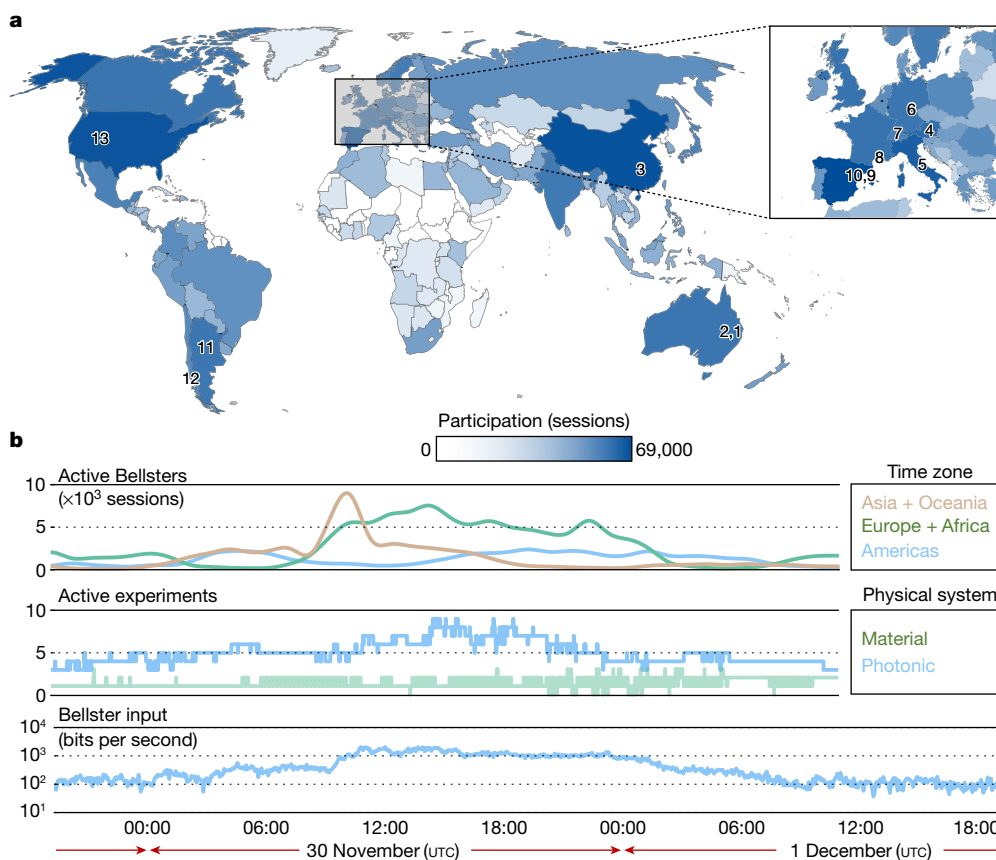 a
13
3
2,1
11
12
6
7
4
8
5
10,9
Participation (sessions)
0
69,000
b
Active Bellsters
(×10³ sessions)
10
5
0
Time zone
Asia + Oceania
Europe + Africa
Americas
Active experiments
10
5
0
Physical system
Material
Photonic
Bellster input
(bits per second)
10⁴
10³
10²
10¹
00:00 06:00 12:00 18:00 00:00 06:00 12:00 18:00
30 November (UTC) 1 December (UTC)